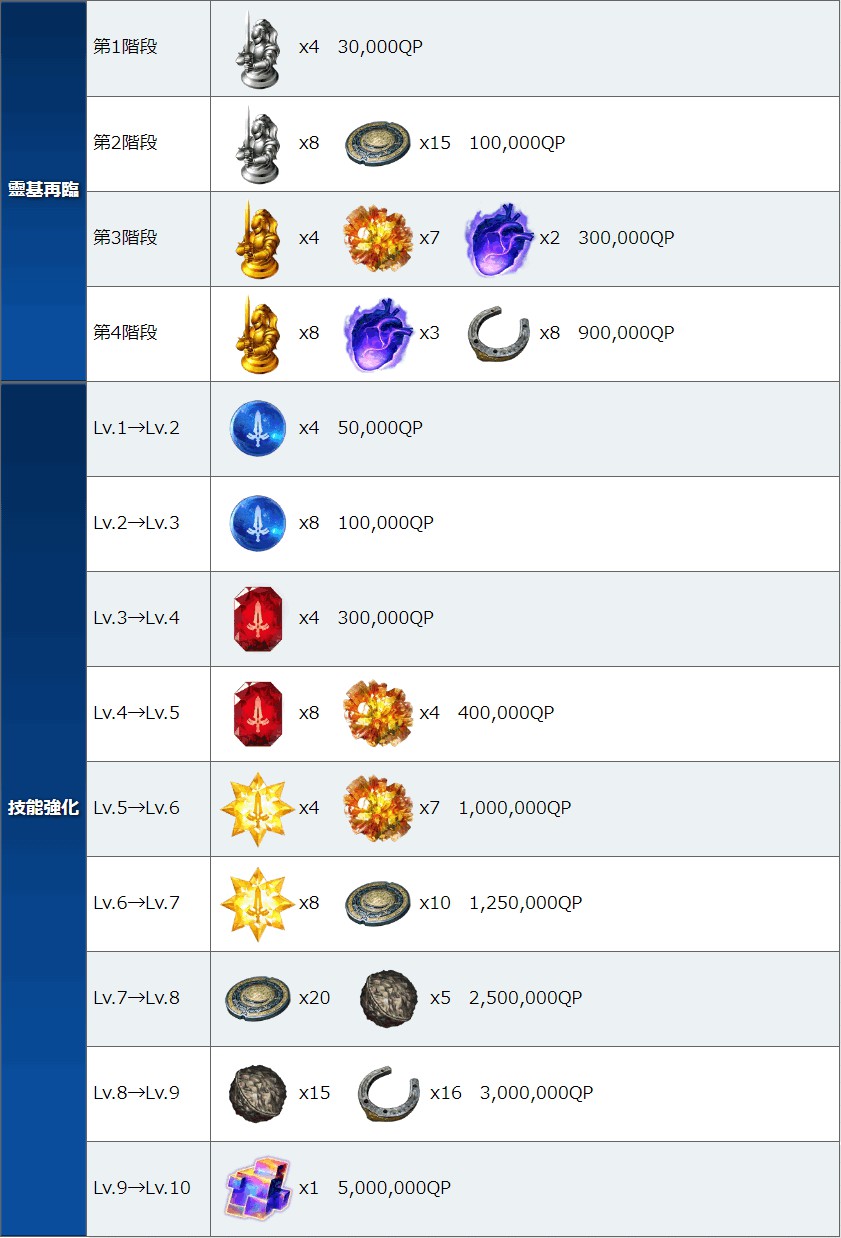 靈基再臨
第1階段 x4 30,000QP
第2階段 x8 x15 100,000QP
第3階段 x4 x7 x2 300,000QP
第4階段 x8 x3 x8 900,000QP
技能強化
Lv.1→Lv.2 x4 50,000QP
Lv.2→Lv.3 x8 100,000QP
Lv.3→Lv.4 x4 300,000QP
Lv.4→Lv.5 x8 x4 400,000QP
Lv.5→Lv.6 x4 x7 1,000,000QP
Lv.6→Lv.7 x8 x10 1,250,000QP
Lv.7→Lv.8 x20 x5 2,500,000QP
Lv.8→Lv.9 x15 x16 3,000,000QP
Lv.9→Lv.10 x1 5,000,000QP